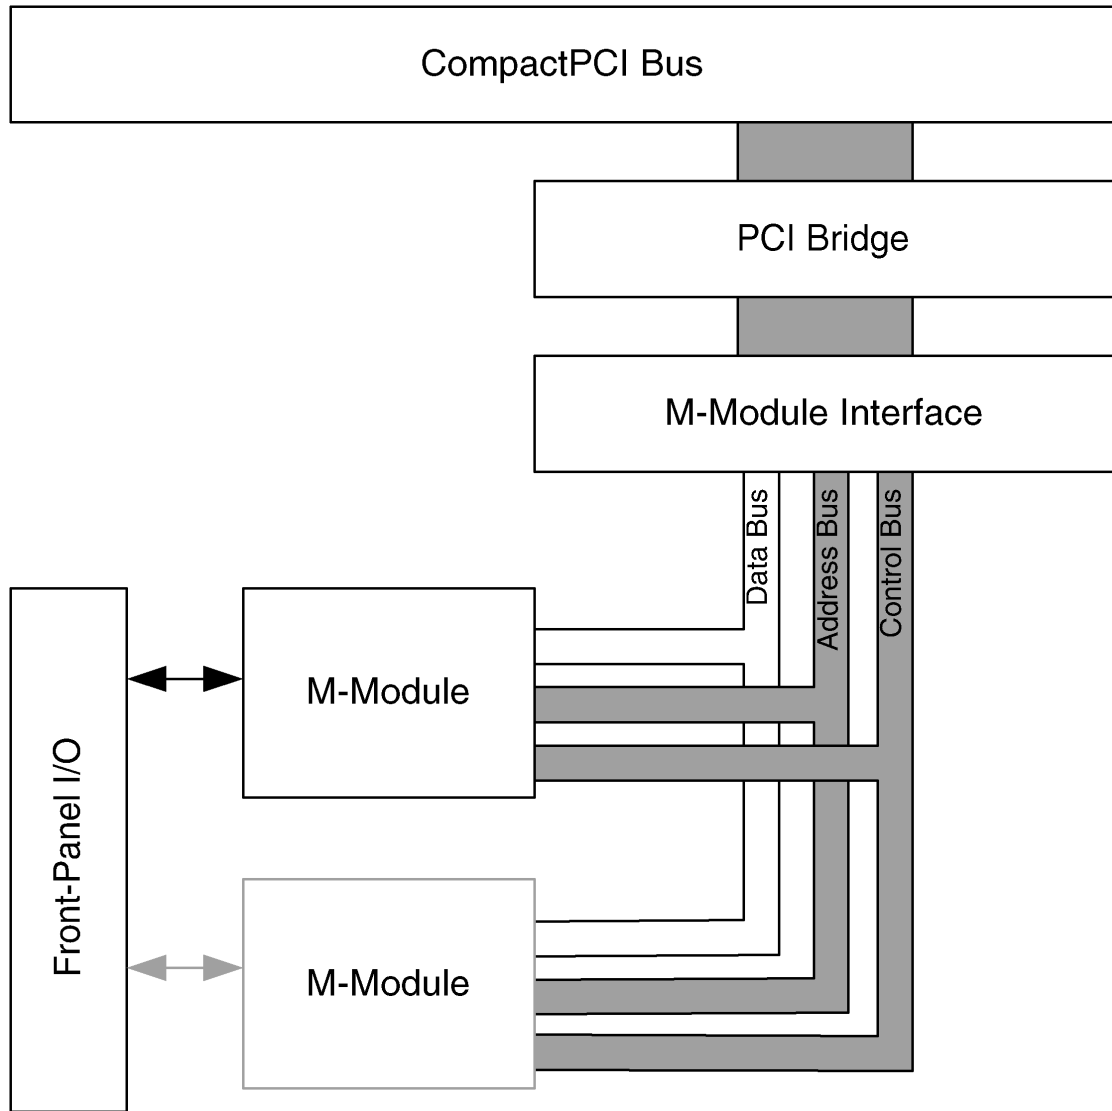 CompactPCI Bus
PCI Bridge
M-Module Interface
Data Bus
Address Bus
Control Bus
M-Module
Front-Panel I/O
M-Module